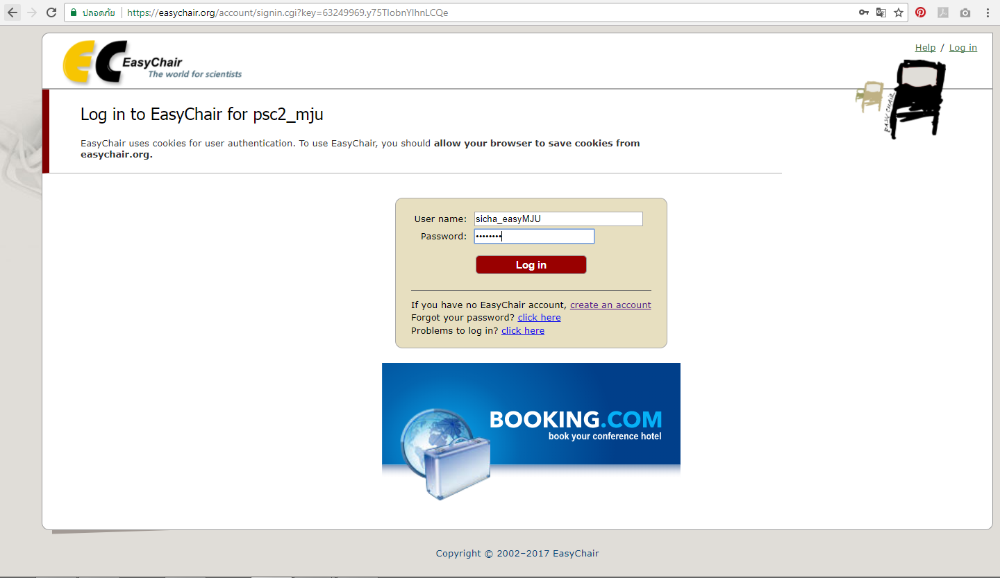 ปลอดภัย https://easychair.org/account/signin.cgi?key=63249969.y75TIobnYIhnLCQe
Help / Log in
EC EasyChair
The world for scientists
EASY CHAIR
Log in to EasyChair for psc2_mju
EasyChair uses cookies for user authentication. To use EasyChair, you should allow your browser to save cookies from
easychair.org.
User name: sicha_easyMJU
Password: ••••••••
Log in
If you have no EasyChair account, create an account
Forgot your password? click here
Problems to log in? click here
BOOKING.COM
book your conference hotel
Copyright © 2002–2017 EasyChair